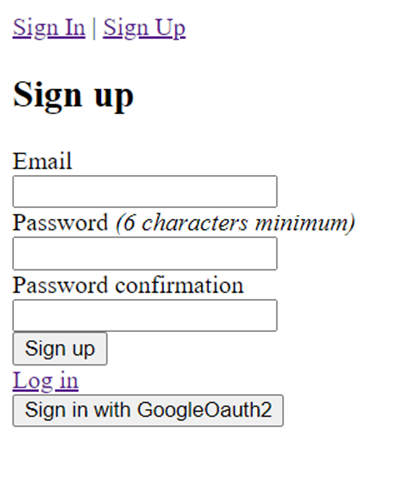 Sign In | Sign Up
Sign up
Email
Password (6 characters minimum)
Password confirmation
Sign up
Log in
Sign in with GoogleOauth2